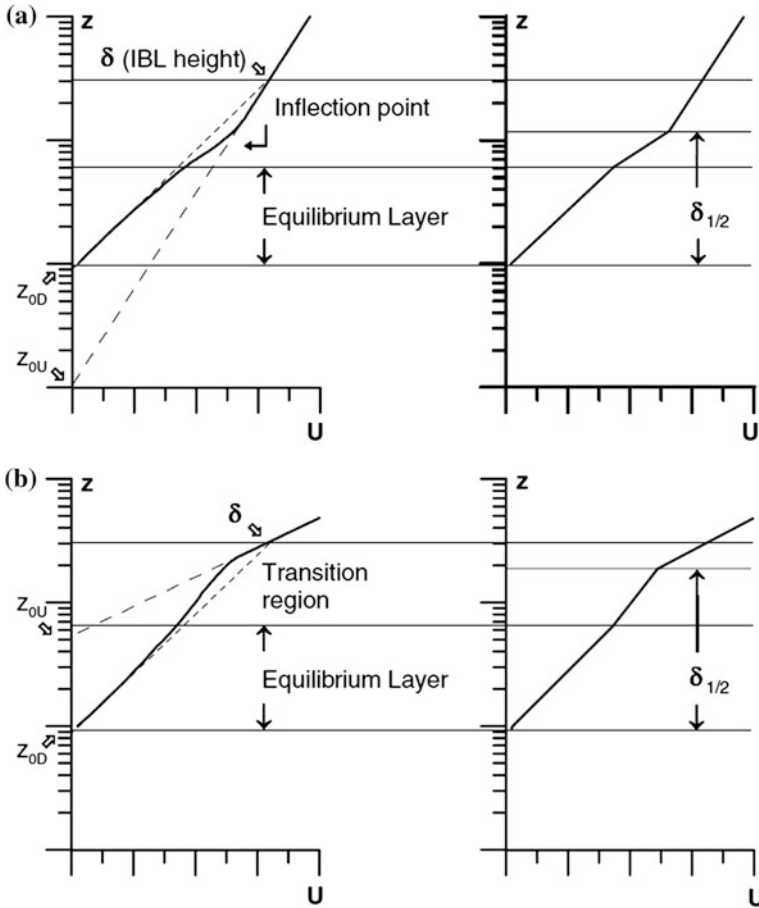 (a)
z
δ (IBL height)
Inflection point
Equilibrium Layer
Z0D
Z0U
U
z
δ1/2
U
(b)
z
δ
Transition
region
Z0U
Equilibrium Layer
Z0D
U
z
δ1/2
U